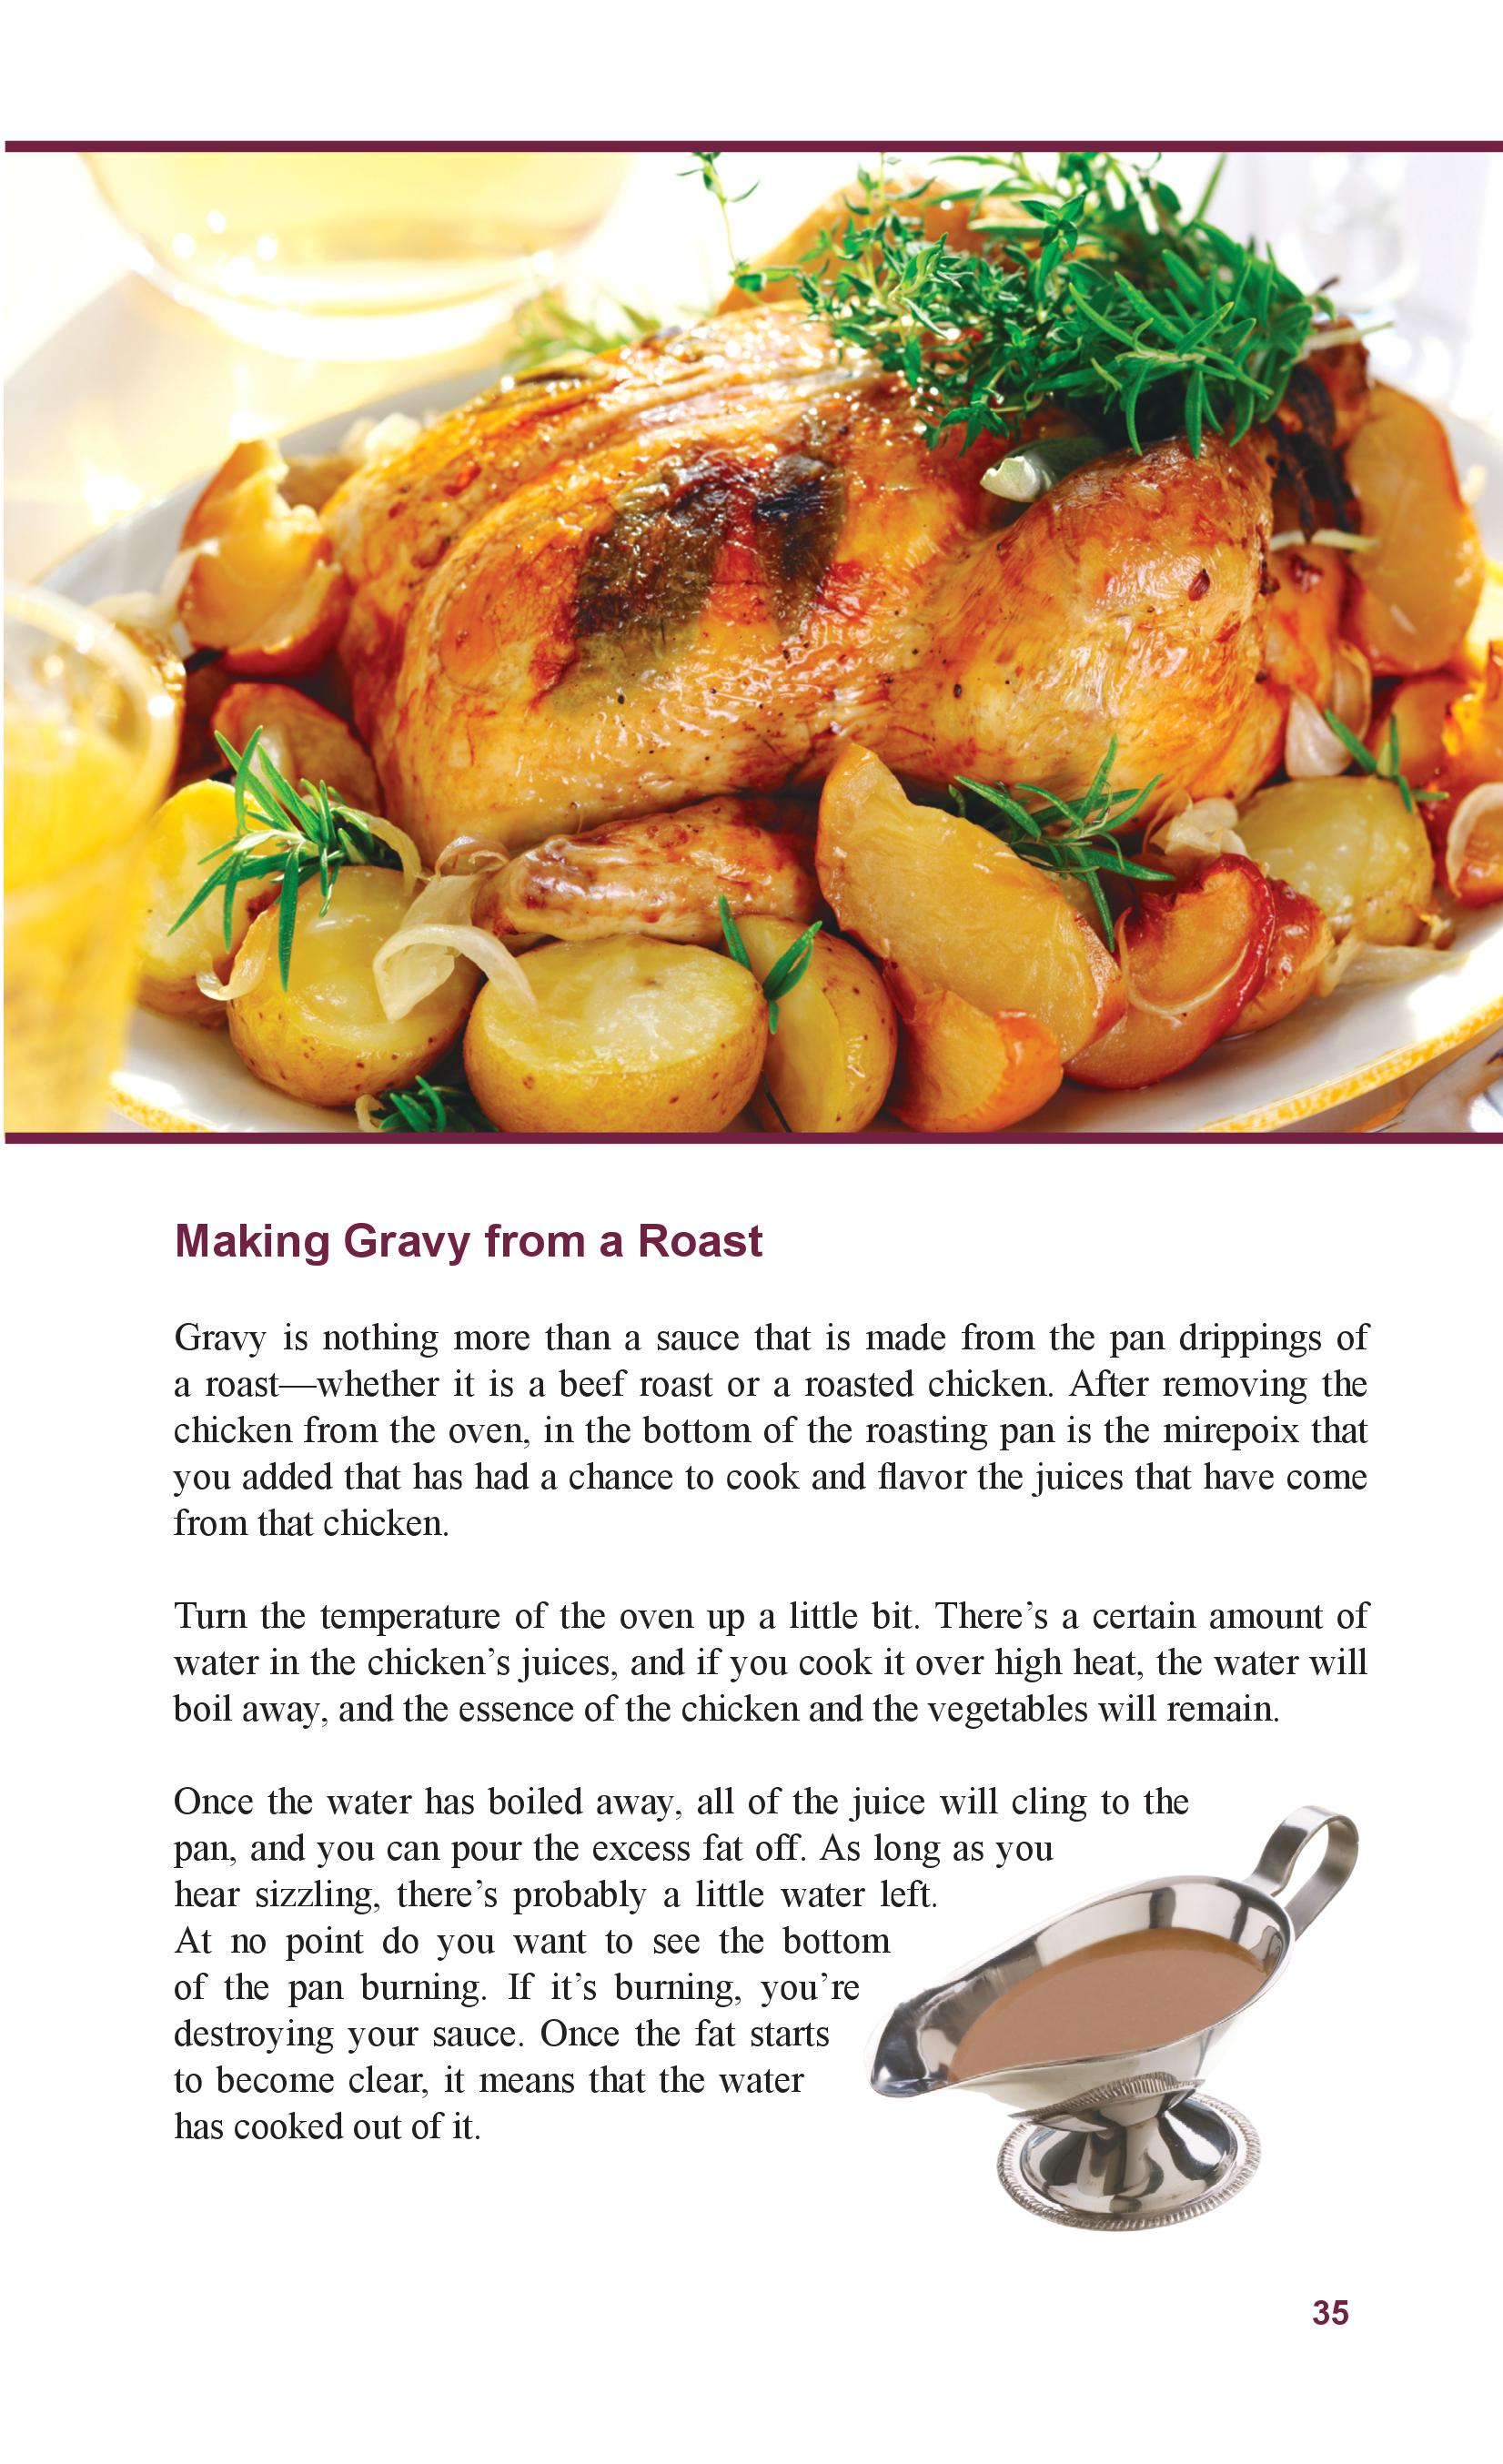 Making Gravy from a Roast
Gravy is nothing more than a sauce that is made from the pan drippings of
a roast—whether it is a beef roast or a roasted chicken. After removing the
chicken from the oven, in the bottom of the roasting pan is the mirepoix that
you added that has had a chance to cook and flavor the juices that have come
from that chicken.
Turn the temperature of the oven up a little bit. There’s a certain amount of
water in the chicken’s juices, and if you cook it over high heat, the water will
boil away, and the essence of the chicken and the vegetables will remain.
Once the water has boiled away, all of the juice will cling to the
pan, and you can pour the excess fat off. As long as you
hear sizzling, there’s probably a little water left.
At no point do you want to see the bottom
of the pan burning. If it’s burning, you’re
destroying your sauce. Once the fat starts
to become clear, it means that the water
has cooked out of it.
35